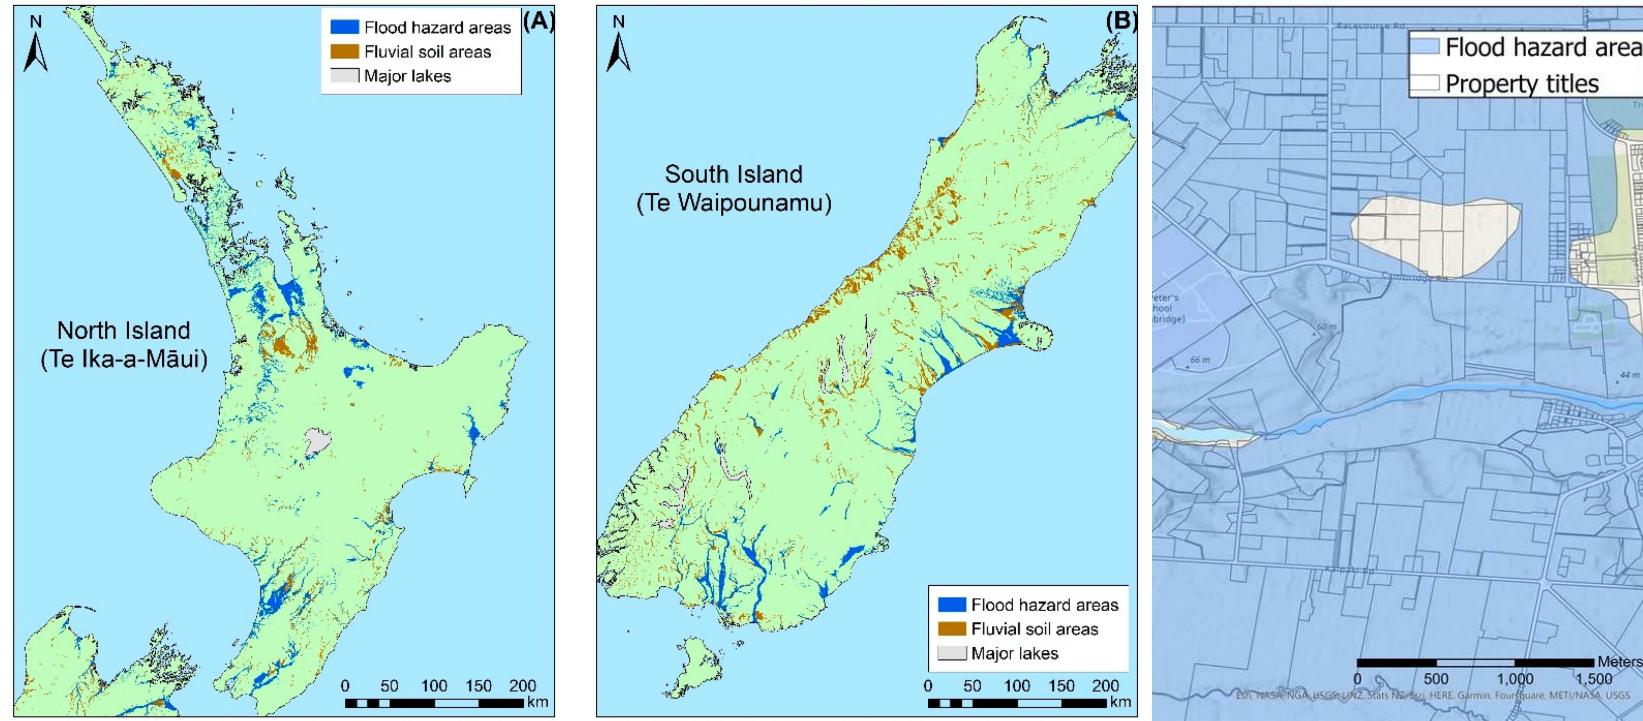 N
(A)
Flood hazard areas
Fluvial soil areas
Major lakes
North Island
(Te Ika-a-Māui)
0 50 100 150 200
km
N
(B)
South Island
(Te Waipounamu)
Flood hazard areas
Fluvial soil areas
Major lakes
0 50 100 150 200
km
Racecourse Rd
Flood hazard area
Property titles
Cambridge Rd
eter's
chool
bridge)
60 m
66 m
44 m
Meters
0 500 1,000 1,500
Esri, NASA, NGA, USGS, LINZ, Stats NZ, Esri, HERE, Garmin, Foursquare, METI/NASA, USGS